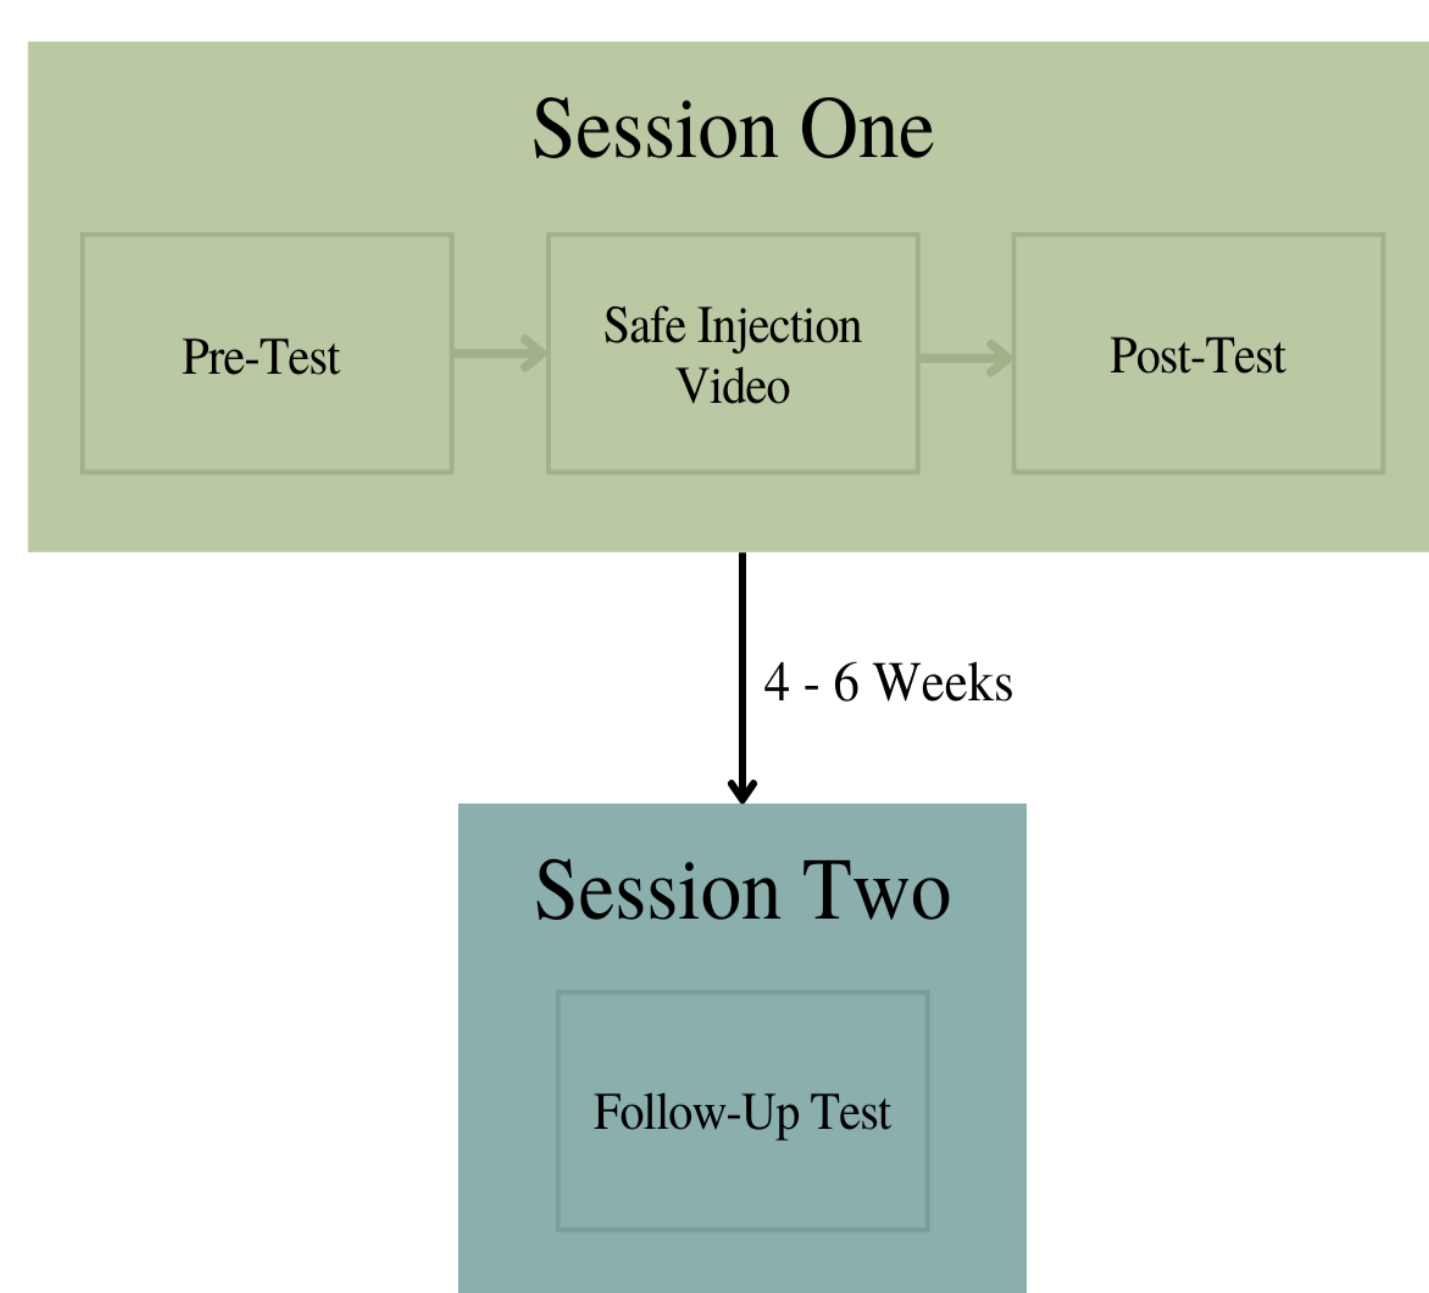 Session One
Pre-Test
Safe Injection
Video
Post-Test
4 - 6 Weeks
Session Two
Follow-Up Test